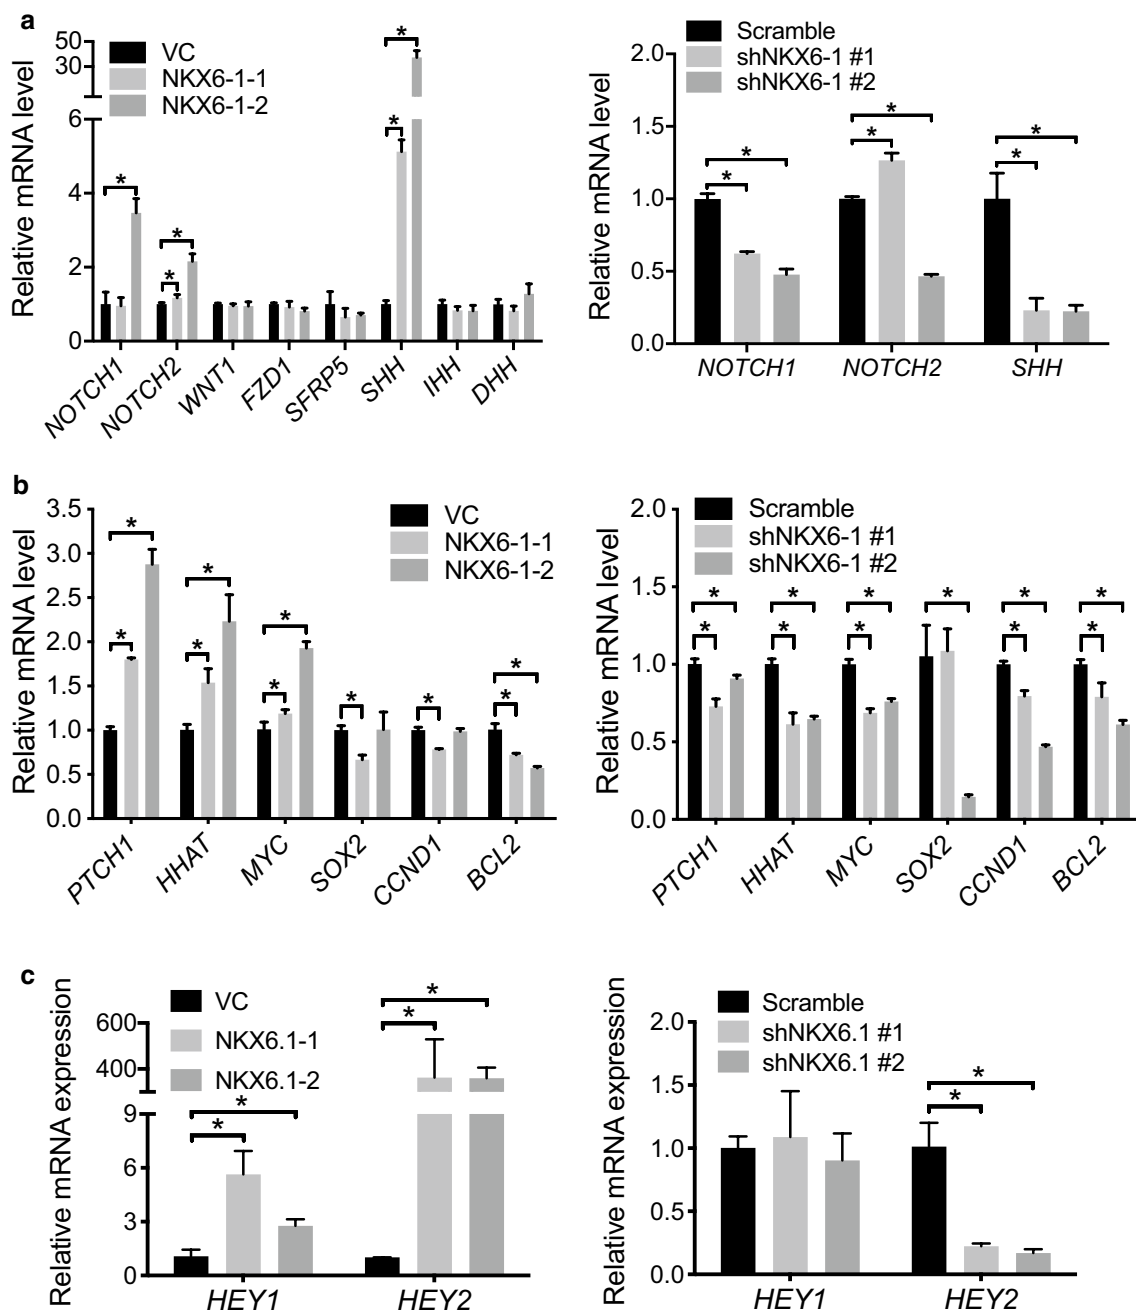 a
Relative mRNA level
50
30
6
4
2
0
VC
NKX6-1-1
NKX6-1-2
*
*
*
*
*
NOTCH1
NOTCH2
WNT1
FZD1
SFRP5
SHH
IHH
DHH
Relative mRNA level
2.0
1.5
1.0
0.5
0.0
Scramble
shNKX6-1 #1
shNKX6-1 #2
*
*
*
*
*
*
NOTCH1
NOTCH2
SHH
b
Relative mRNA level
3.5
3.0
2.5
2.0
1.5
1.0
0.5
0.0
VC
NKX6-1-1
NKX6-1-2
*
*
*
*
*
*
*
*
*
*
PTCH1
HHAT
MYC
SOX2
CCND1
BCL2
Relative mRNA level
2.0
1.5
1.0
0.5
0.0
Scramble
shNKX6-1 #1
shNKX6-1 #2
*
*
*
*
*
*
*
*
*
*
*
PTCH1
HHAT
MYC
SOX2
CCND1
BCL2
c
Relative mRNA expression
600
400
9
6
3
0
VC
NKX6.1-1
NKX6.1-2
*
*
*
*
HEY1
HEY2
Relative mRNA expression
2.0
1.5
1.0
0.5
0.0
Scramble
shNKX6.1 #1
shNKX6.1 #2
*
*
HEY1
HEY2